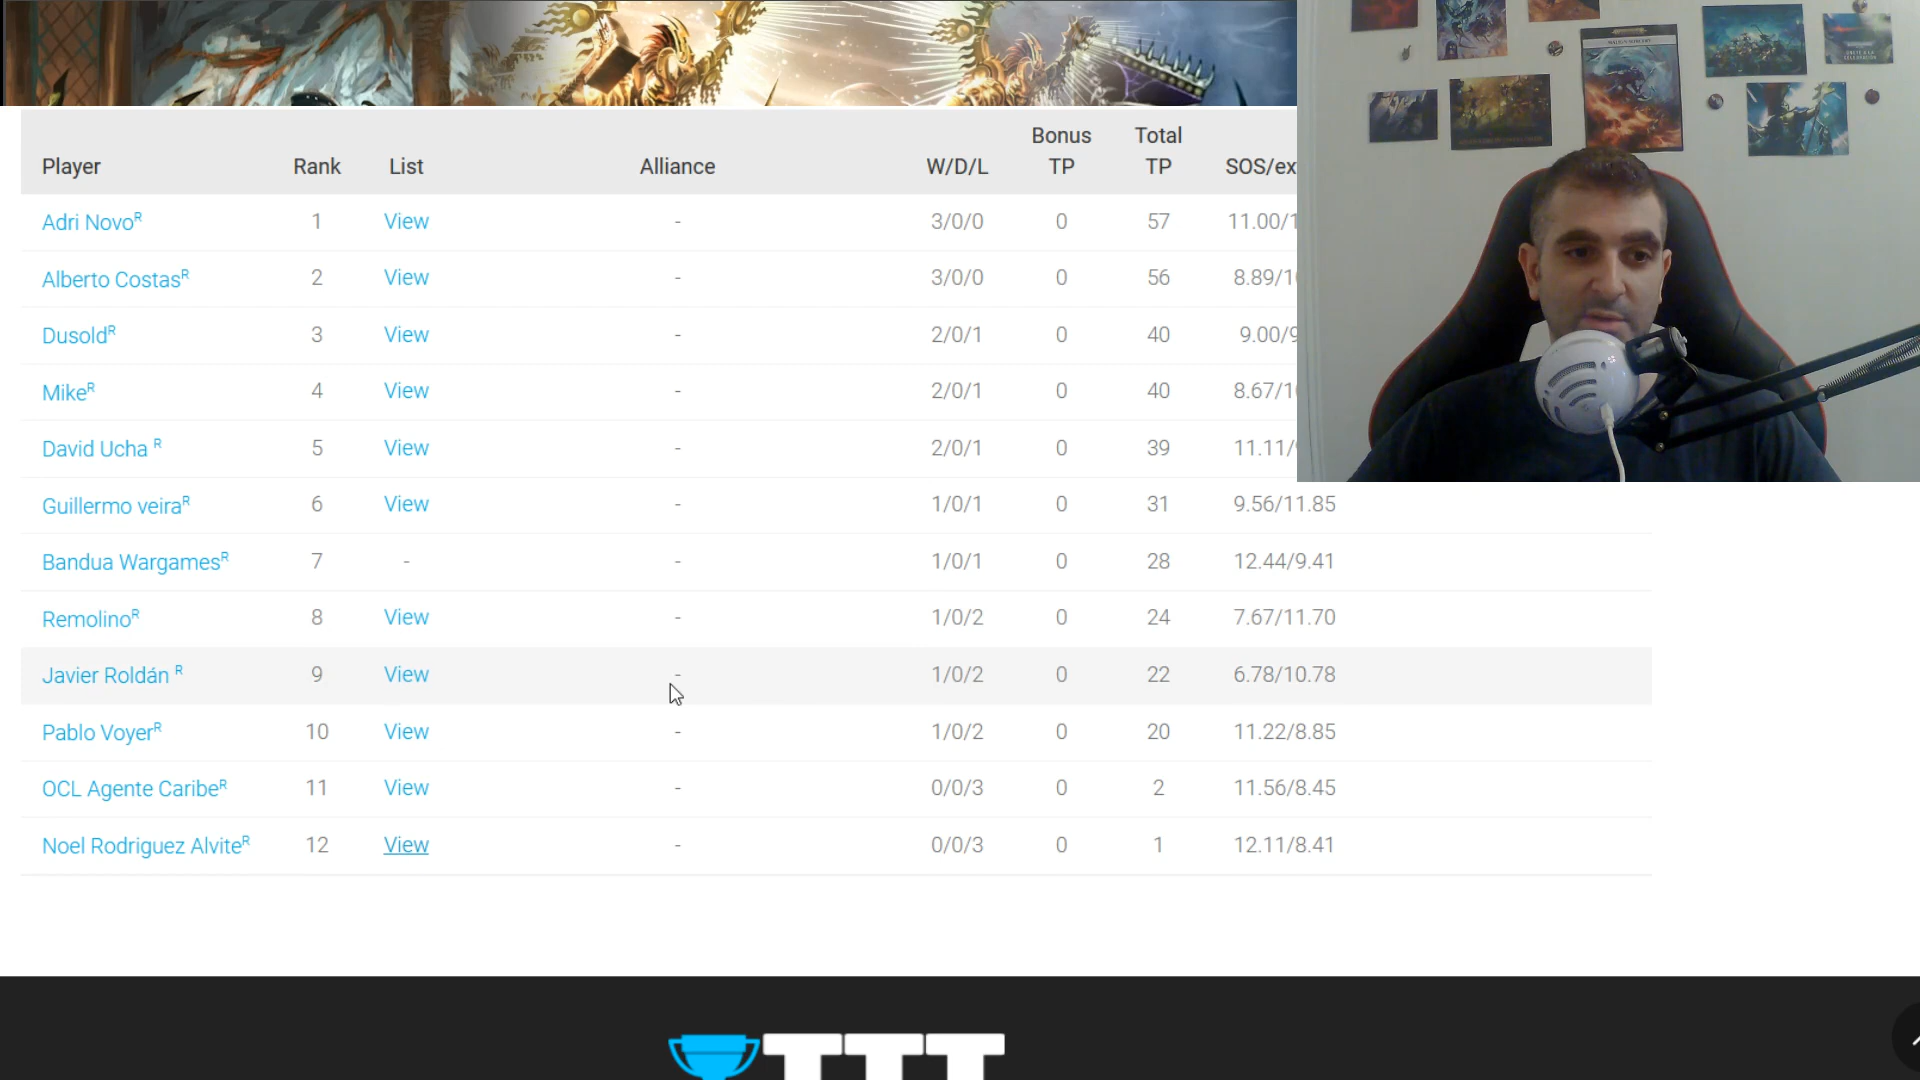 Player Rank List Alliance W/D/L Bonus TP Total TP SOS/ex
Adri NovoR 1 View - 3/0/0 0 57 11.00/1
Alberto CostasR 2 View - 3/0/0 0 56 8.89/1
DusoldR 3 View - 2/0/1 0 40 9.00/9
MikeR 4 View - 2/0/1 0 40 8.67/1
David Ucha R 5 View - 2/0/1 0 39 11.11/
Guillermo veiraR 6 View - 1/0/1 0 31 9.56/11.85
Bandua WargamesR 7 - - 1/0/1 0 28 12.44/9.41
RemolinoR 8 View - 1/0/2 0 24 7.67/11.70
Javier Roldán R 9 View - 1/0/2 0 22 6.78/10.78
Pablo VoyerR 10 View - 1/0/2 0 20 11.22/8.85
OCL Agente CaribeR 11 View - 0/0/3 0 2 11.56/8.45
Noel Rodriguez AlviteR 12 View - 0/0/3 0 1 12.11/8.41
TTT